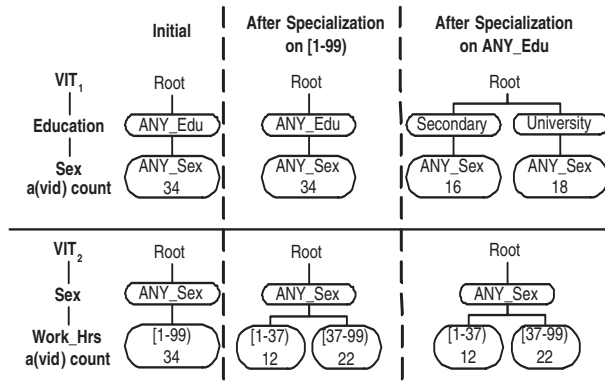 Initial
After Specialization
on [1-99)
After Specialization
on ANY_Edu
VIT1
Root
Root
Root
Education
ANY_Edu
ANY_Edu
Secondary
University
Sex
a(vid) count
ANY_Sex
34
ANY_Sex
34
ANY_Sex
16
ANY_Sex
18
VIT2
Root
Root
Root
Sex
ANY_Sex
ANY_Sex
ANY_Sex
Work_Hrs
a(vid) count
[1-99)
34
[1-37)
12
[37-99)
22
[1-37)
12
[37-99)
22